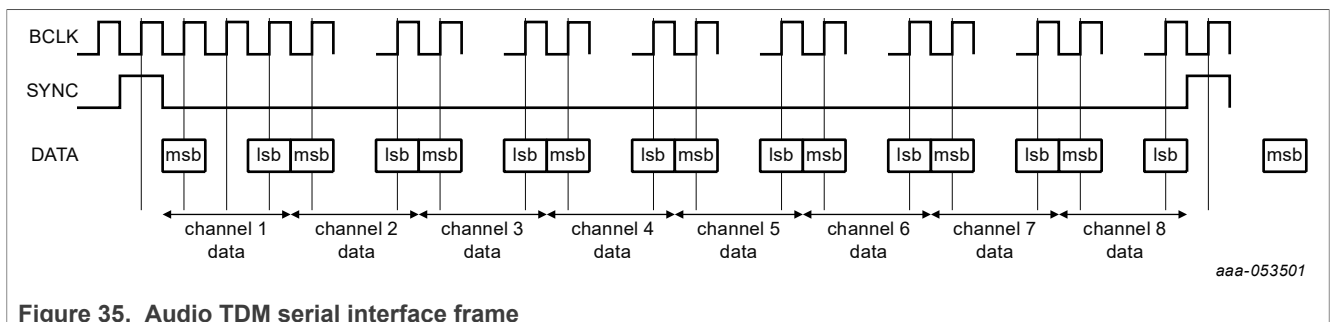 BCLK
SYNC
DATA
msb lsb msb lsb msb lsb msb lsb msb lsb msb lsb msb lsb msb lsb msb
channel 1 channel 2 channel 3 channel 4 channel 5 channel 6 channel 7 channel 8
data data data data data data data data
aaa-053501
Figure 35. Audio TDM serial interface frame